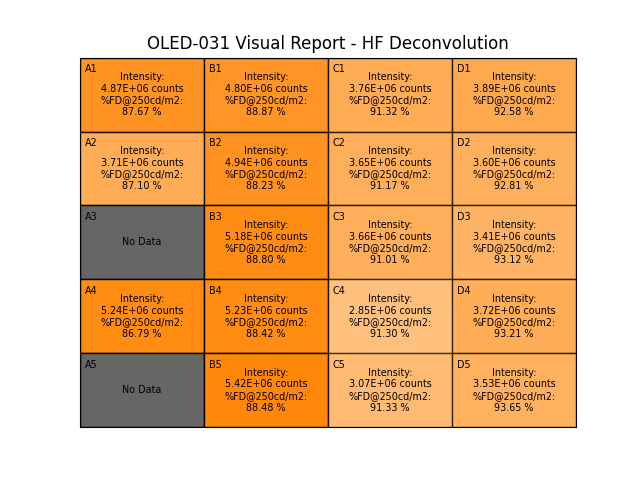 OLED-031 Visual Report - HF Deconvolution
A1
Intensity:
4.87E+06 counts
%FD@250cd/m2:
87.67 %
B1
Intensity:
4.80E+06 counts
%FD@250cd/m2:
88.87 %
C1
Intensity:
3.76E+06 counts
%FD@250cd/m2:
91.32 %
D1
Intensity:
3.89E+06 counts
%FD@250cd/m2:
92.58 %
A2
Intensity:
3.71E+06 counts
%FD@250cd/m2:
87.10 %
B2
Intensity:
4.94E+06 counts
%FD@250cd/m2:
88.23 %
C2
Intensity:
3.65E+06 counts
%FD@250cd/m2:
91.17 %
D2
Intensity:
3.60E+06 counts
%FD@250cd/m2:
92.81 %
A3
No Data
B3
Intensity:
5.18E+06 counts
%FD@250cd/m2:
88.80 %
C3
Intensity:
3.66E+06 counts
%FD@250cd/m2:
91.01 %
D3
Intensity:
3.41E+06 counts
%FD@250cd/m2:
93.12 %
A4
Intensity:
5.24E+06 counts
%FD@250cd/m2:
86.79 %
B4
Intensity:
5.23E+06 counts
%FD@250cd/m2:
88.42 %
C4
Intensity:
2.85E+06 counts
%FD@250cd/m2:
91.30 %
D4
Intensity:
3.72E+06 counts
%FD@250cd/m2:
93.21 %
A5
No Data
B5
Intensity:
5.42E+06 counts
%FD@250cd/m2:
88.48 %
C5
Intensity:
3.07E+06 counts
%FD@250cd/m2:
91.33 %
D5
Intensity:
3.53E+06 counts
%FD@250cd/m2:
93.65 %